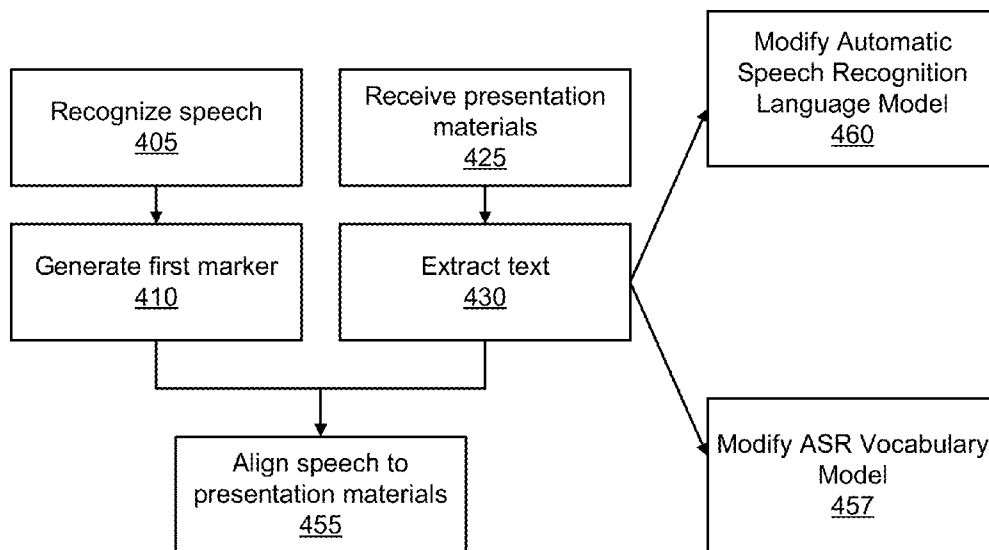 Recognize speech
405
Receive presentation
materials
425
Modify Automatic
Speech Recognition
Language Model
460
Generate first marker
410
Extract text
430
Align speech to
presentation materials
455
Modify ASR Vocabulary
Model
457